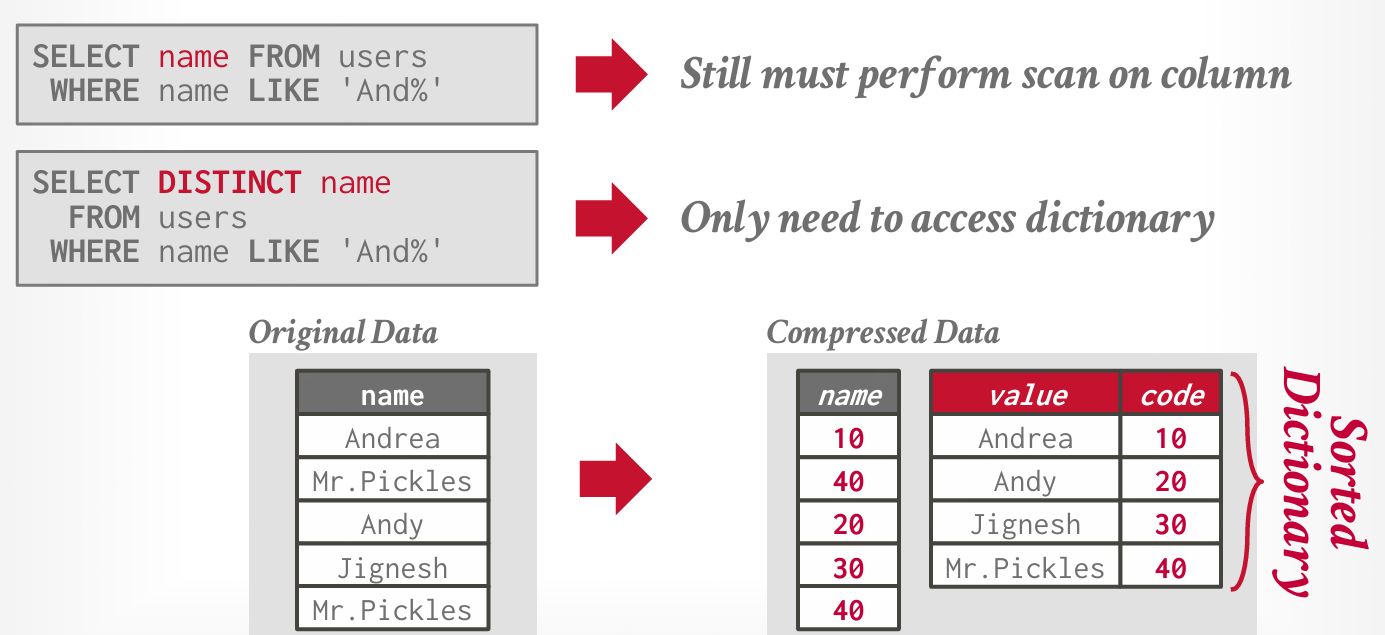 SELECT name FROM users
WHERE name LIKE 'And%'
Still must perform scan on column
SELECT DISTINCT name
FROM users
WHERE name LIKE 'And%'
Only need to access dictionary
Original Data
name
Andrea
Mr.Pickles
Andy
Jignesh
Mr.Pickles
Compressed Data
name
10
40
20
30
40
value code
Andrea 10
Andy 20
Jignesh 30
Mr.Pickles 40
Sorted
Dictionary